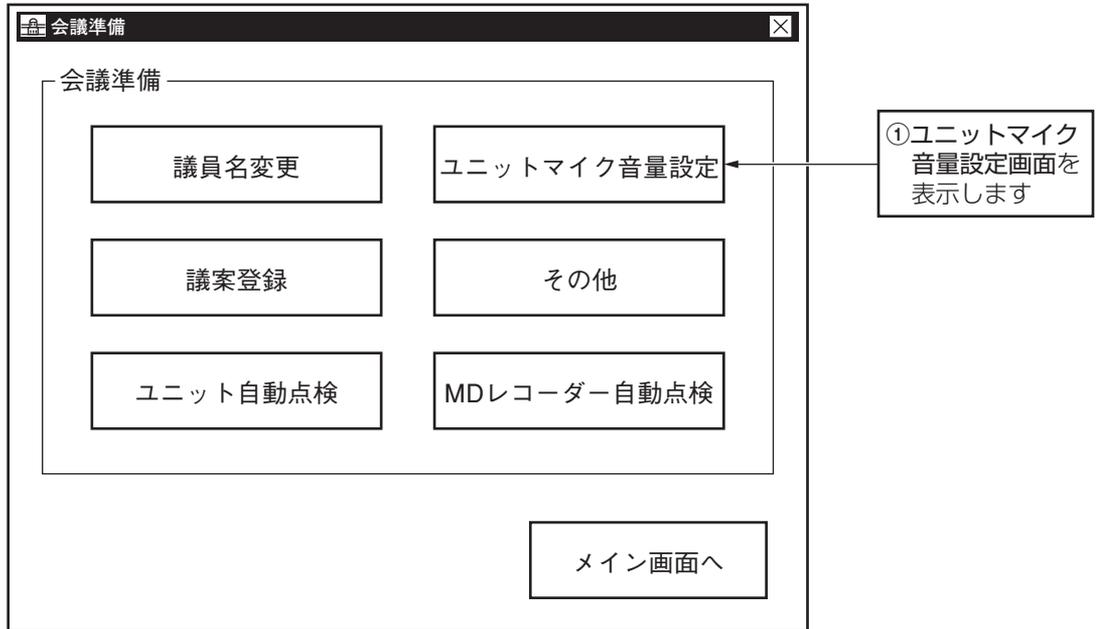 会議準備
会議準備
議員名変更
ユニットマイク音量設定
①ユニットマイク
音量設定画面を
表示します
議案登録
その他
ユニット自動点検
MDレコーダー自動点検
メイン画面へ